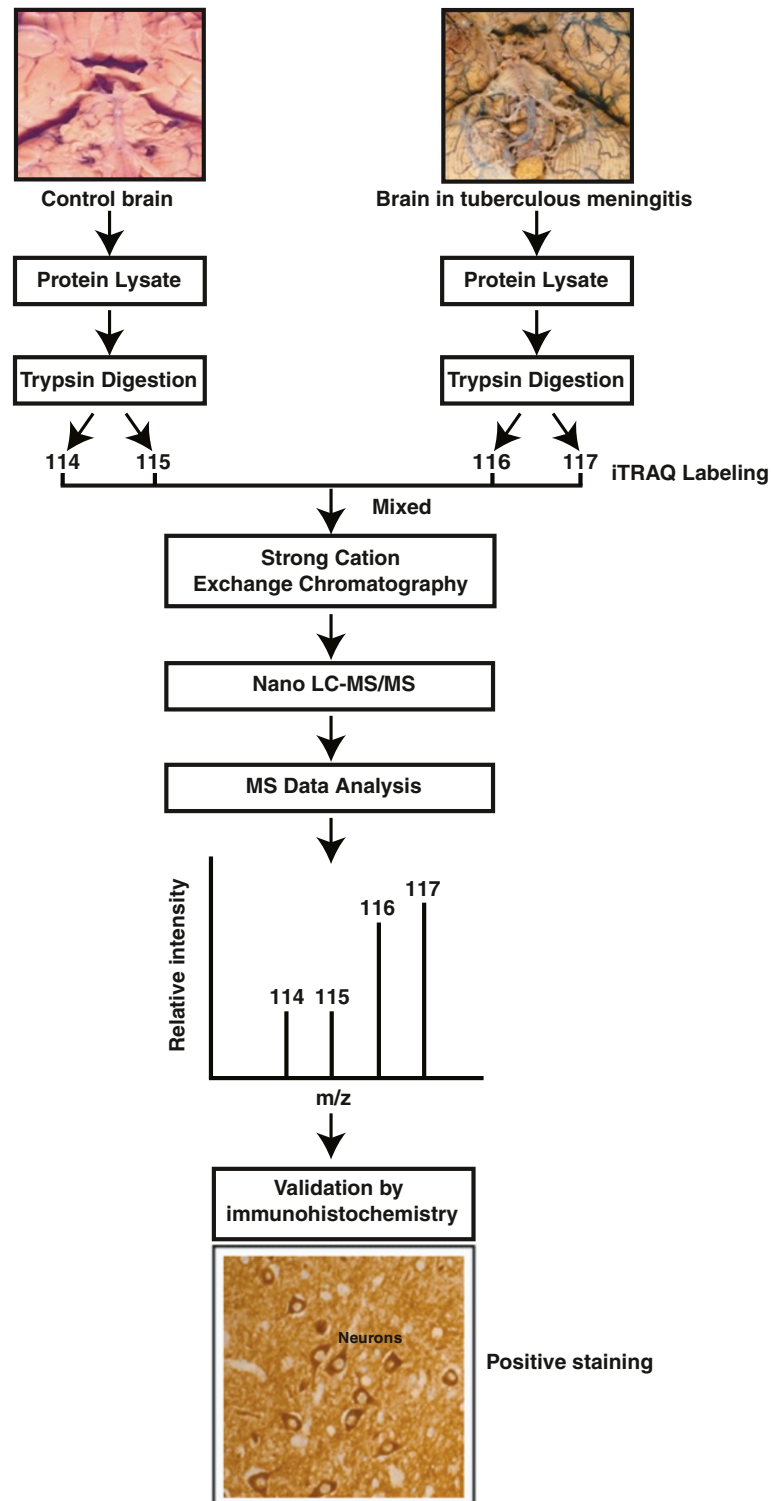 Control brain
Brain in tuberculous meningitis
Protein Lysate
Protein Lysate
Trypsin Digestion
Trypsin Digestion
114
115
116
117
iTRAQ Labeling
Mixed
Strong Cation
Exchange Chromatography
Nano LC-MS/MS
MS Data Analysis
Relative intensity
114
115
116
117
m/z
Validation by
immunohistochemistry
Neurons
Positive staining